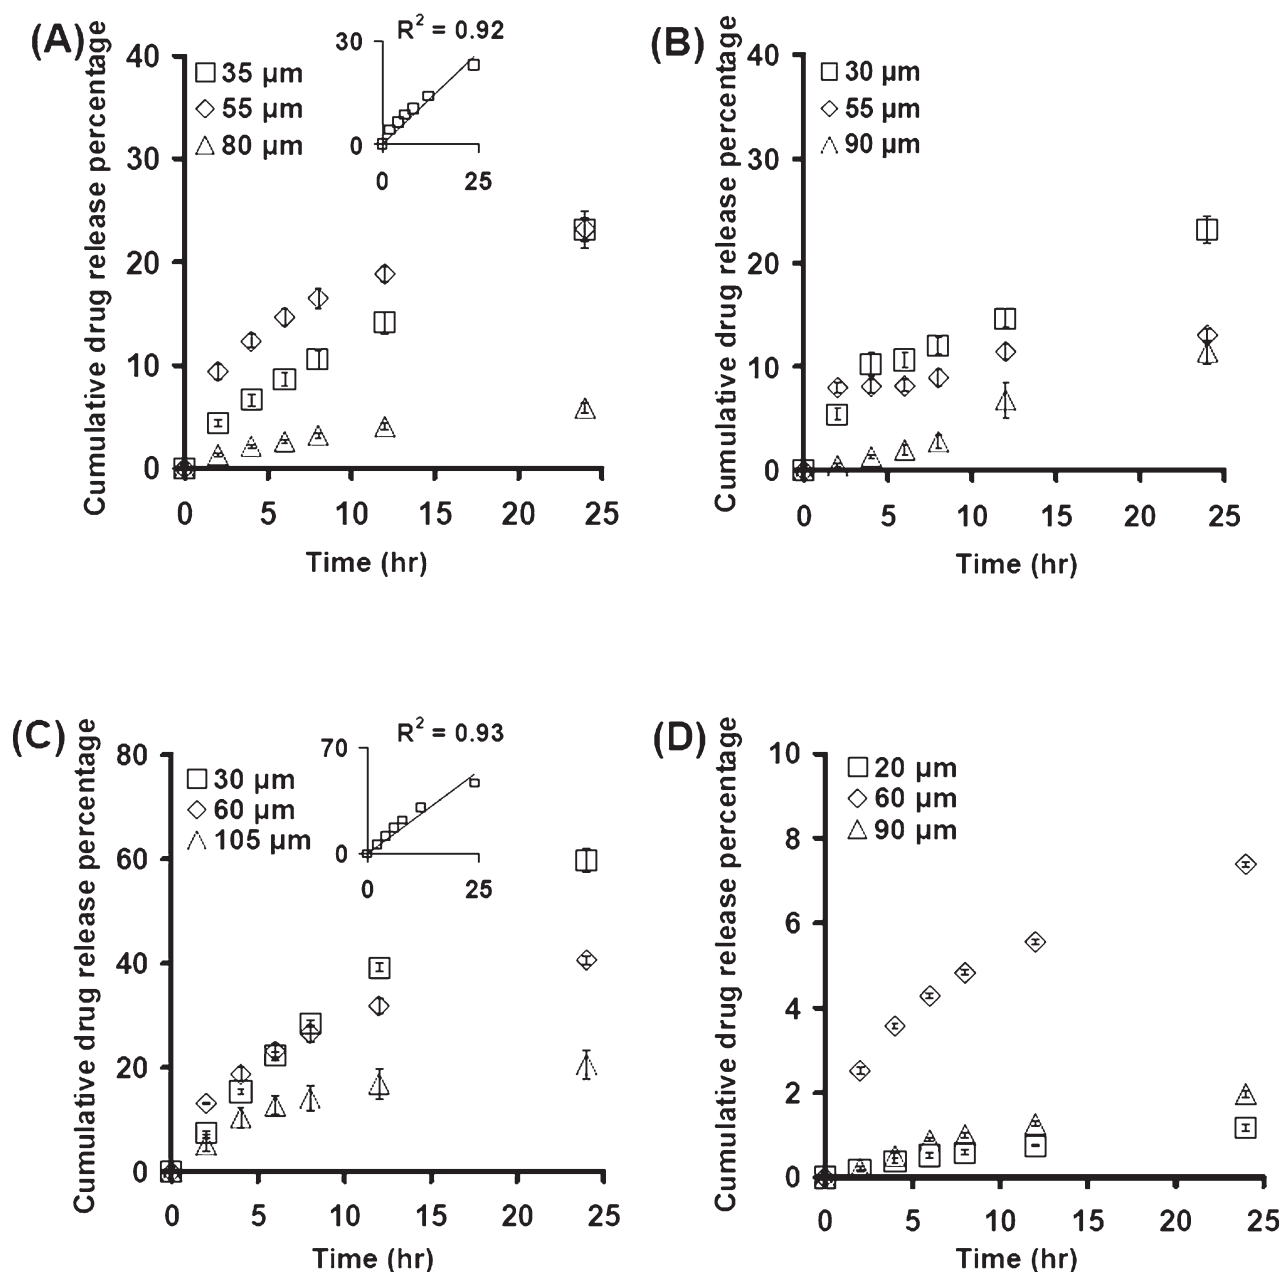 (A)
Cumulative drug release percentage
40
30
20
10
0
35 µm
55 µm
80 µm
R² = 0.92
30
0
0 25
0 5 10 15 20 25
Time (hr)
(B)
Cumulative drug release percentage
40
30
20
10
0
30 µm
55 µm
90 µm
0 5 10 15 20 25
Time (hr)
(C)
Cumulative drug release percentage
80
60
40
20
0
30 µm
60 µm
105 µm
R² = 0.93
70
0
0 25
0 5 10 15 20 25
Time (hr)
(D)
Cumulative drug release percentage
10
8
6
4
2
0
20 µm
60 µm
90 µm
0 5 10 15 20 25
Time (hr)